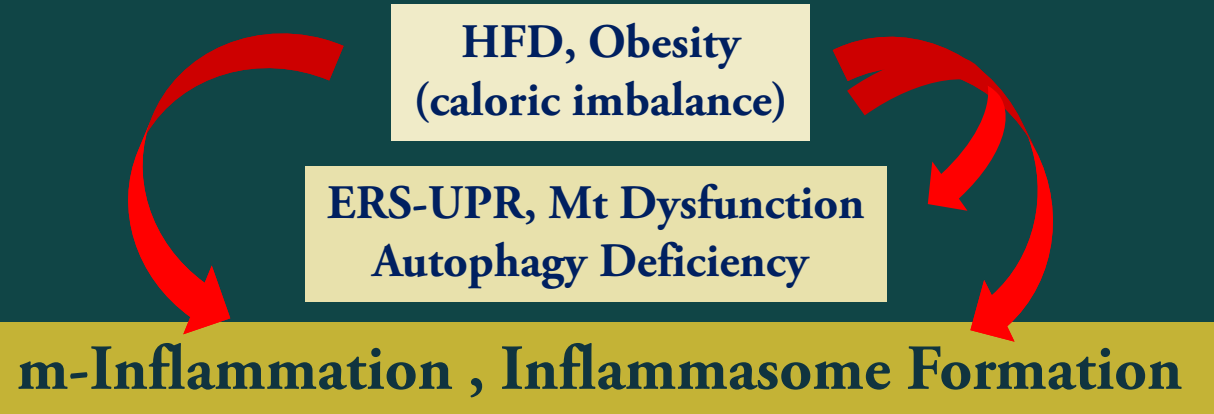 HFD, Obesity
(caloric imbalance)
ERS-UPR, Mt Dysfunction
Autophagy Deficiency
m-Inflammation , Inflammasome Formation